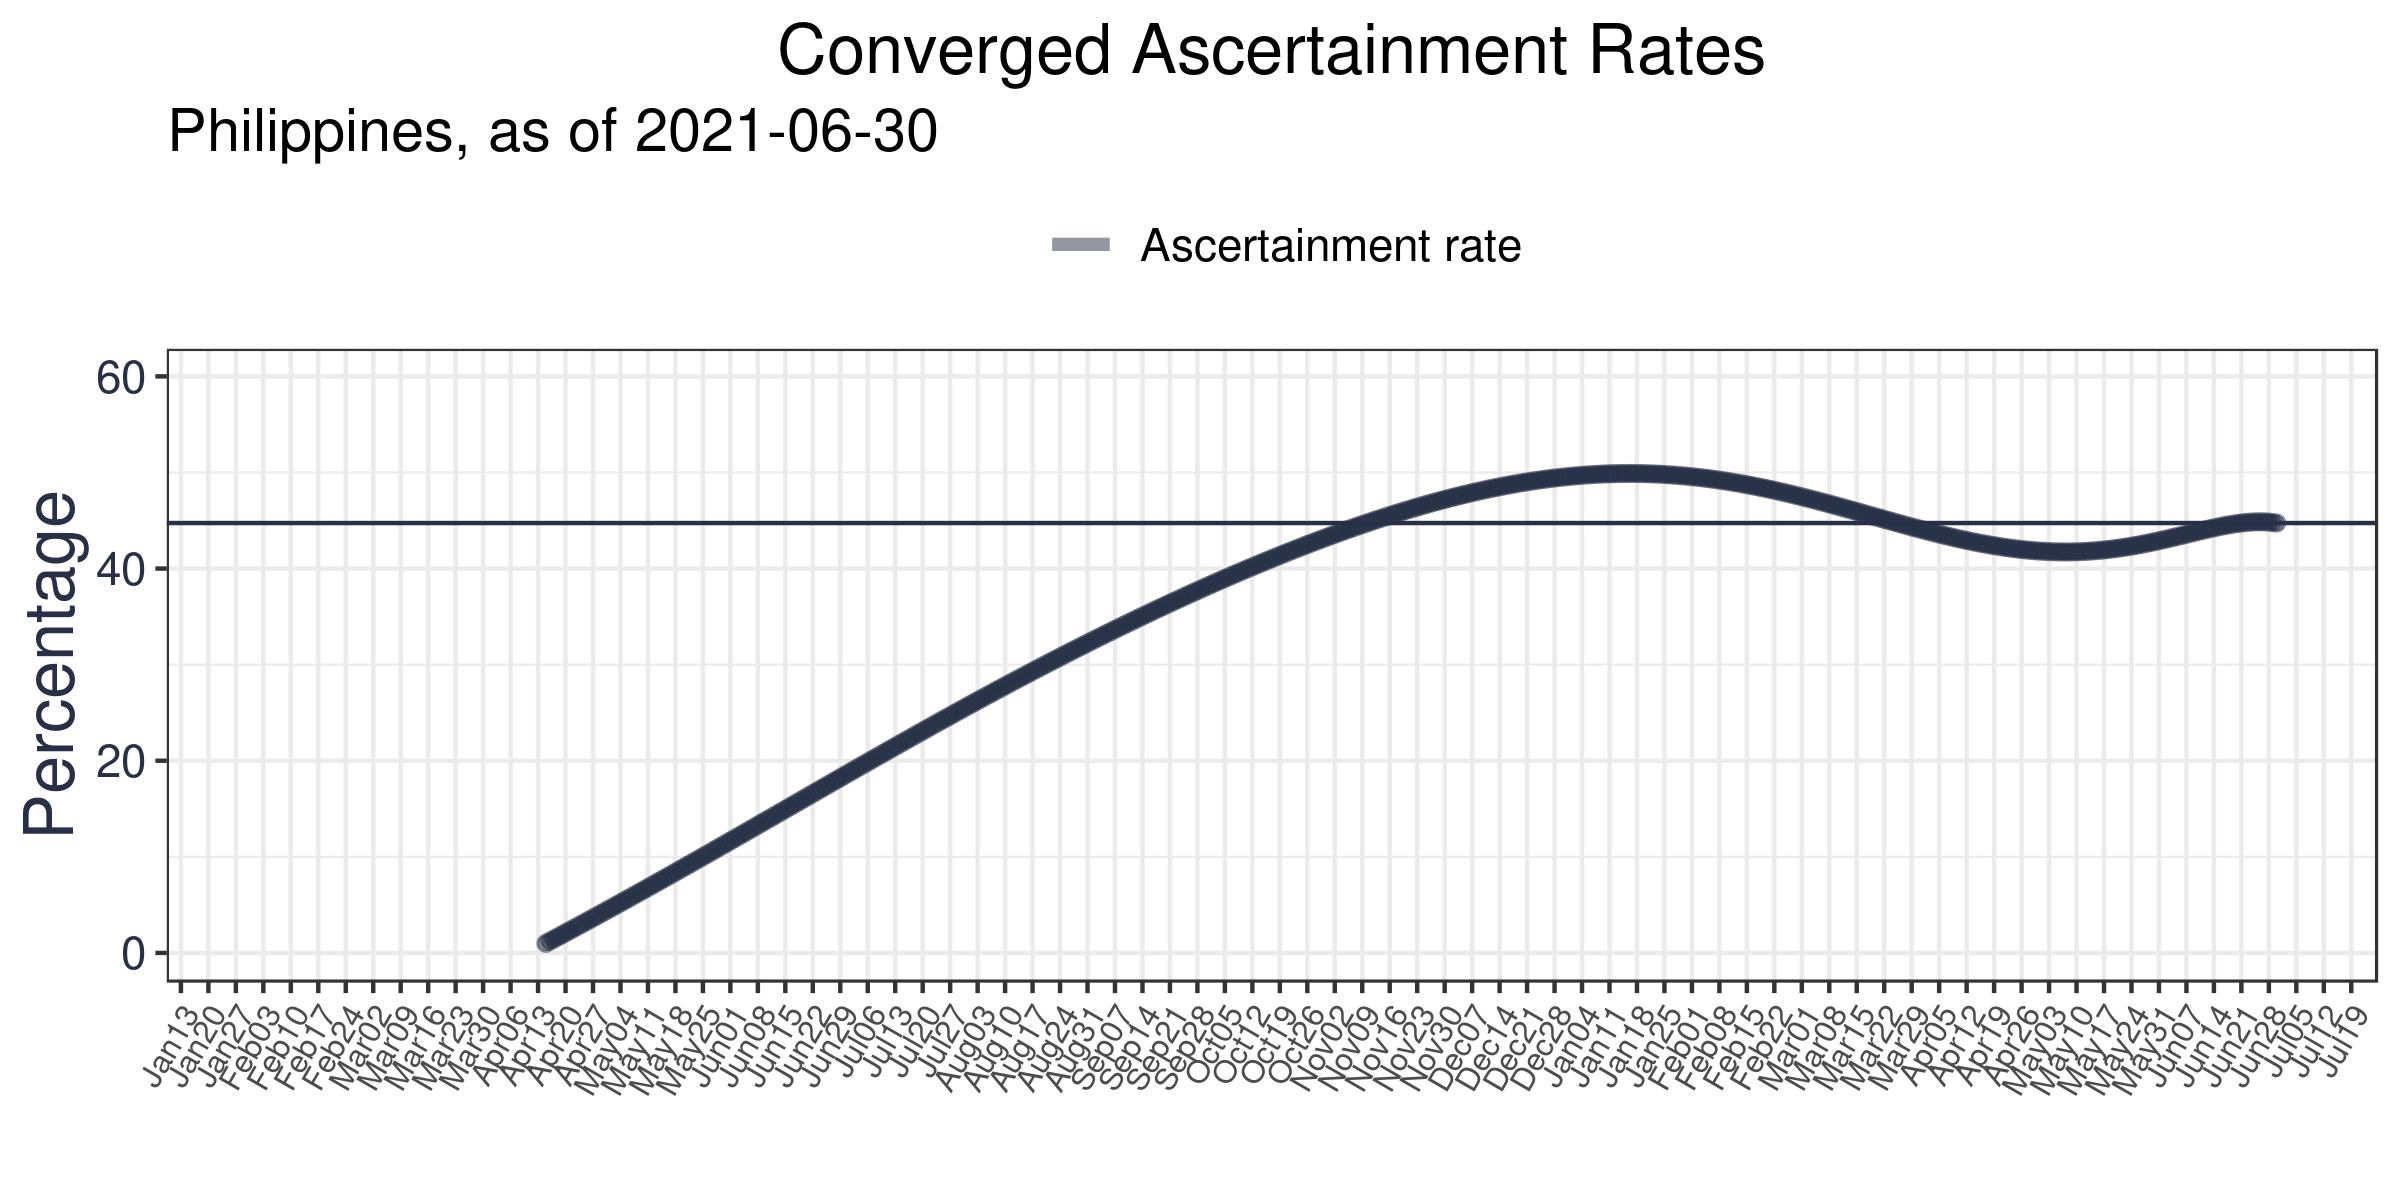 Converged Ascertainment Rates
Philippines, as of 2021-06-30
Ascertainment rate
Percentage
60
40
20
0
Jan13 Jan20 Jan27 Feb03 Feb10 Feb17 Feb24 Mar02 Mar09 Mar16 Mar23 Mar30 Apr06 Apr13 Apr20 Apr27 May04 May11 May18 May25 Jun01 Jun08 Jun15 Jun22 Jun29 Jul06 Jul13 Jul20 Jul27 Aug03 Aug10 Aug17 Aug24 Aug31 Sep07 Sep14 Sep21 Sep28 Oct05 Oct12 Oct19 Oct26 Nov02 Nov09 Nov16 Nov23 Nov30 Dec07 Dec14 Dec21 Dec28 Jan04 Jan11 Jan18 Jan25 Feb01 Feb08 Feb15 Feb22 Mar01 Mar08 Mar15 Mar22 Mar29 Apr05 Apr12 Apr19 Apr26 May03 May10 May17 May24 May31 Jun07 Jun14 Jun21 Jun28 Jul05 Jul12 Jul19